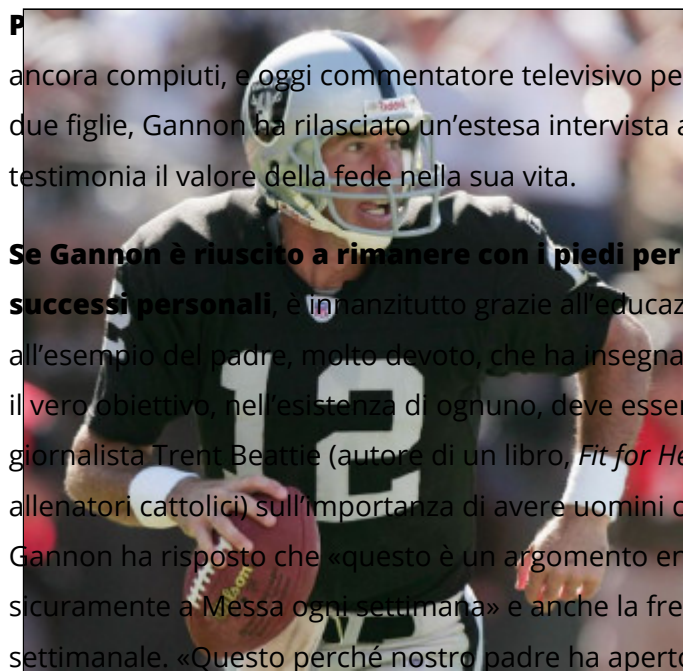 P
ancora compiuti, e oggi commentatore televisivo pe
due figlie, Gannon ha rilasciato un’estesa intervista a
testimonia il valore della fede nella sua vita.
Se Gannon è riuscito a rimanere con i piedi per
successi personali, è innanzitutto grazie all’educaz
all’esempio del padre, molto devoto, che ha insegna
il vero obiettivo, nell’esistenza di ognuno, deve esser
giornalista Trent Beattie (autore di un libro, Fit for He
allenatori cattolici) sull’importanza di avere uomini c
Gannon ha risposto che «questo è un argomento en
sicuramente a Messa ogni settimana» e anche la fre
settimanale. «Questo perché nostro padre ha aperto
12
Riddell
Wilson